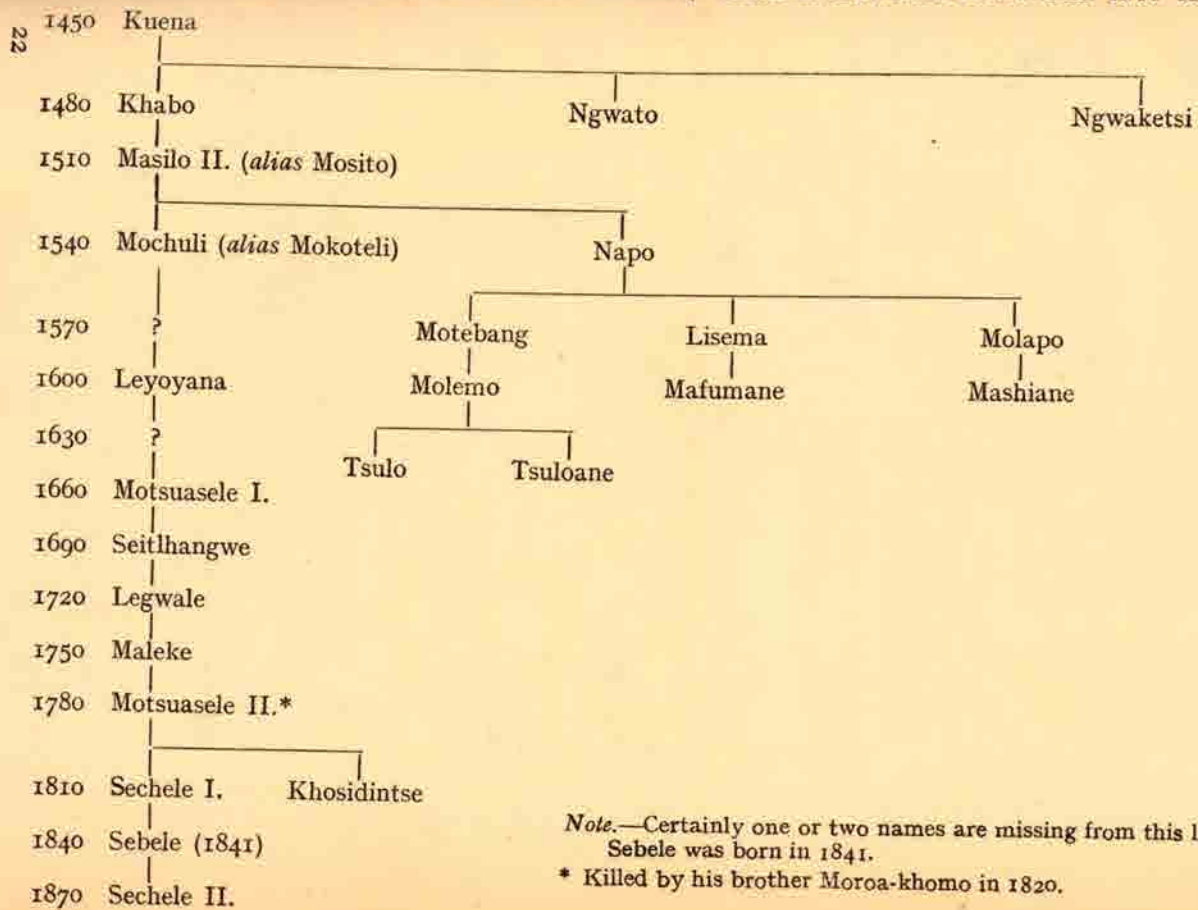 22
1450 Kuena
1480 Khabo Ngwato Ngwaketsi
1510 Masilo II. (alias Mosito)
1540 Mochuli (alias Mokoteli) Napo
1570 ? Motebang Lisema Molapo
1600 Leyoyana Molemo Mafumane Mashiane
1630 ? Tsulo Tsuloane
1660 Motsuasele I.
1690 Seitlhangwe
1720 Legwale
1750 Maleke
1780 Motsuasele II.*
1810 Sechele I. Khosidintse
1840 Sebele (1841)
1870 Sechele II.
Note.—Certainly one or two names are missing from this
Sebele was born in 1841.
* Killed by his brother Moroa-khomo in 1820.